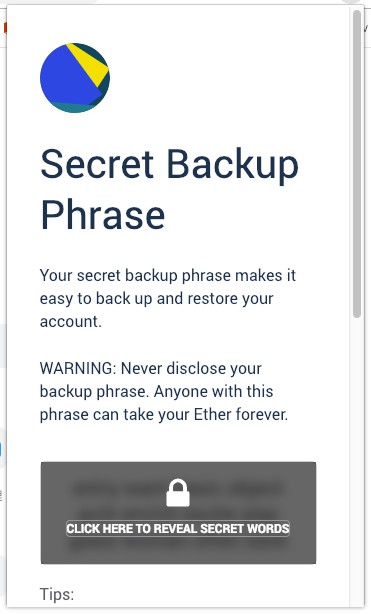 Secret Backup
Phrase
Your secret backup phrase makes it
easy to back up and restore your
account.
WARNING: Never disclose your
backup phrase. Anyone with this
phrase can take your Ether forever.
CLICK HERE TO REVEAL SECRET WORDS
Tips: